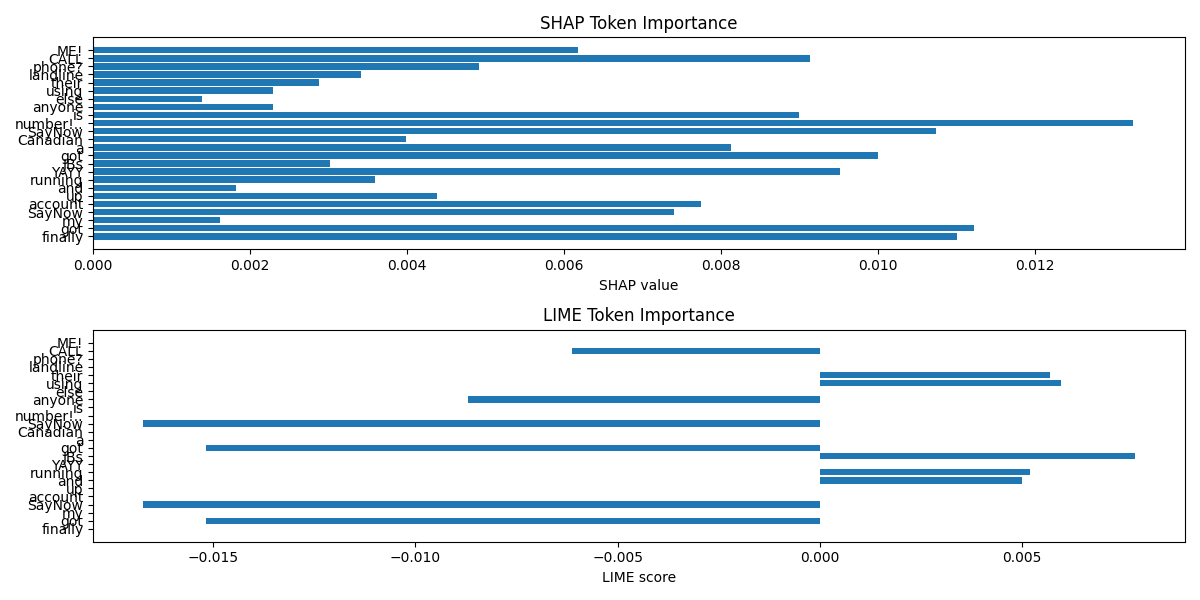 SHAP Token Importance
ME!
CALL
phone?
landline
their
using
else
anyone
is
number!..
SayNow
Canadian
a
got
JBs
YAYY
running
and
up
account
SayNow
my
got
finally
0.000 0.002 0.004 0.006 0.008 0.010 0.012
SHAP value
LIME Token Importance
ME!
CALL
phone?
landline
their
using
else
anyone
is
number!..
SayNow
Canadian
a
got
JBs
YAYY
running
and
up
account
SayNow
my
got
finally
−0.015 −0.010 −0.005 0.000 0.005
LIME score